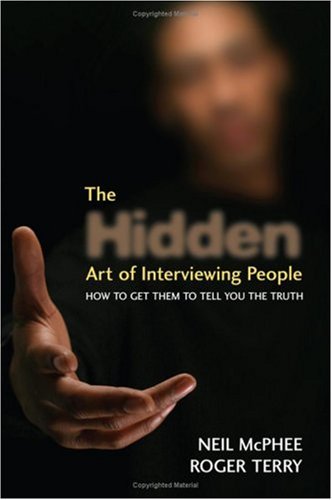 Copyrighted Material
The
Hidden
Art of Interviewing People
HOW TO GET THEM TO TELL YOU THE TRUTH
NEIL McPHEE
ROGER TERRY
Copyrighted Material